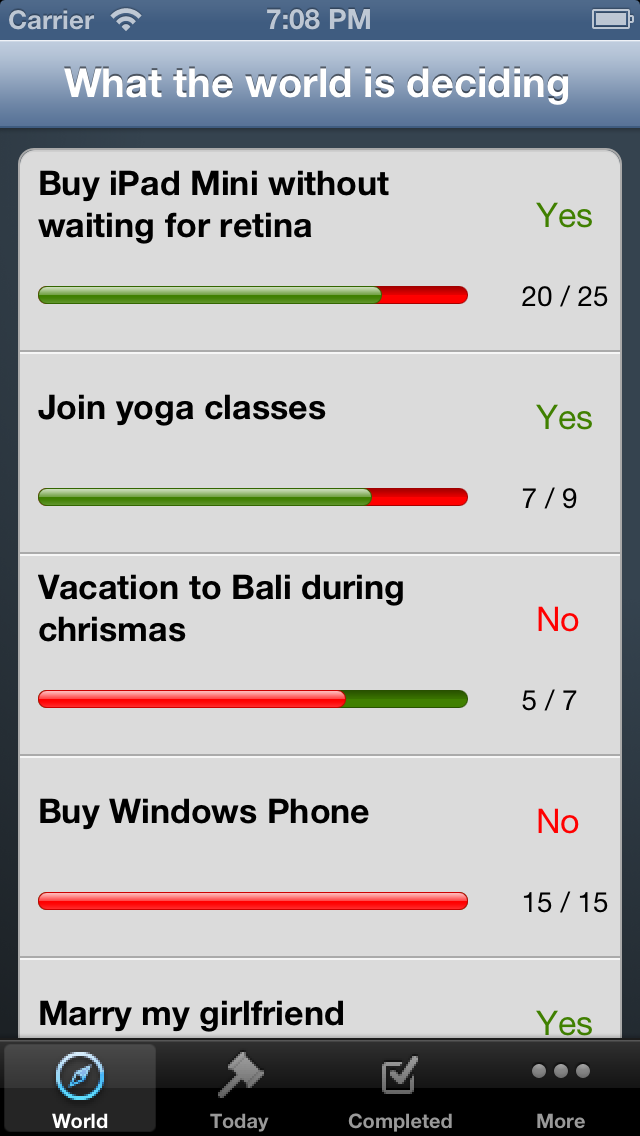 Carrier 7:08 PM
What the world is deciding
Buy iPad Mini without
waiting for retina
Yes
20 / 25
Join yoga classes
Yes
7 / 9
Vacation to Bali during
chrismas
No
5 / 7
Buy Windows Phone
No
15 / 15
Marry my girlfriend
Yes
World Today Completed More